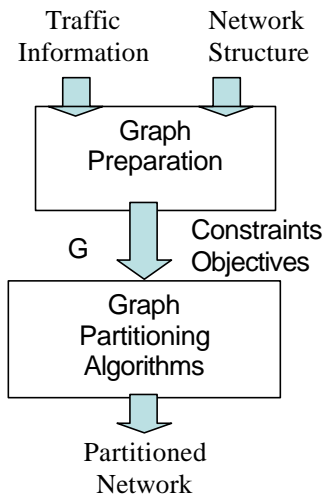 Traffic
Information
Network
Structure
Graph
Preparation
G
Constraints
Objectives
Graph
Partitioning
Algorithms
Partitioned
Network